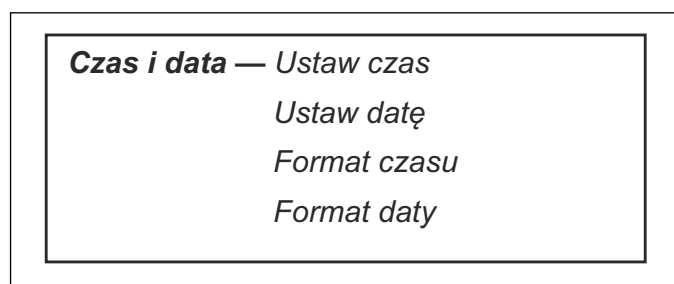 Czas i data — Ustaw czas
Ustaw datę
Format czasu
Format daty